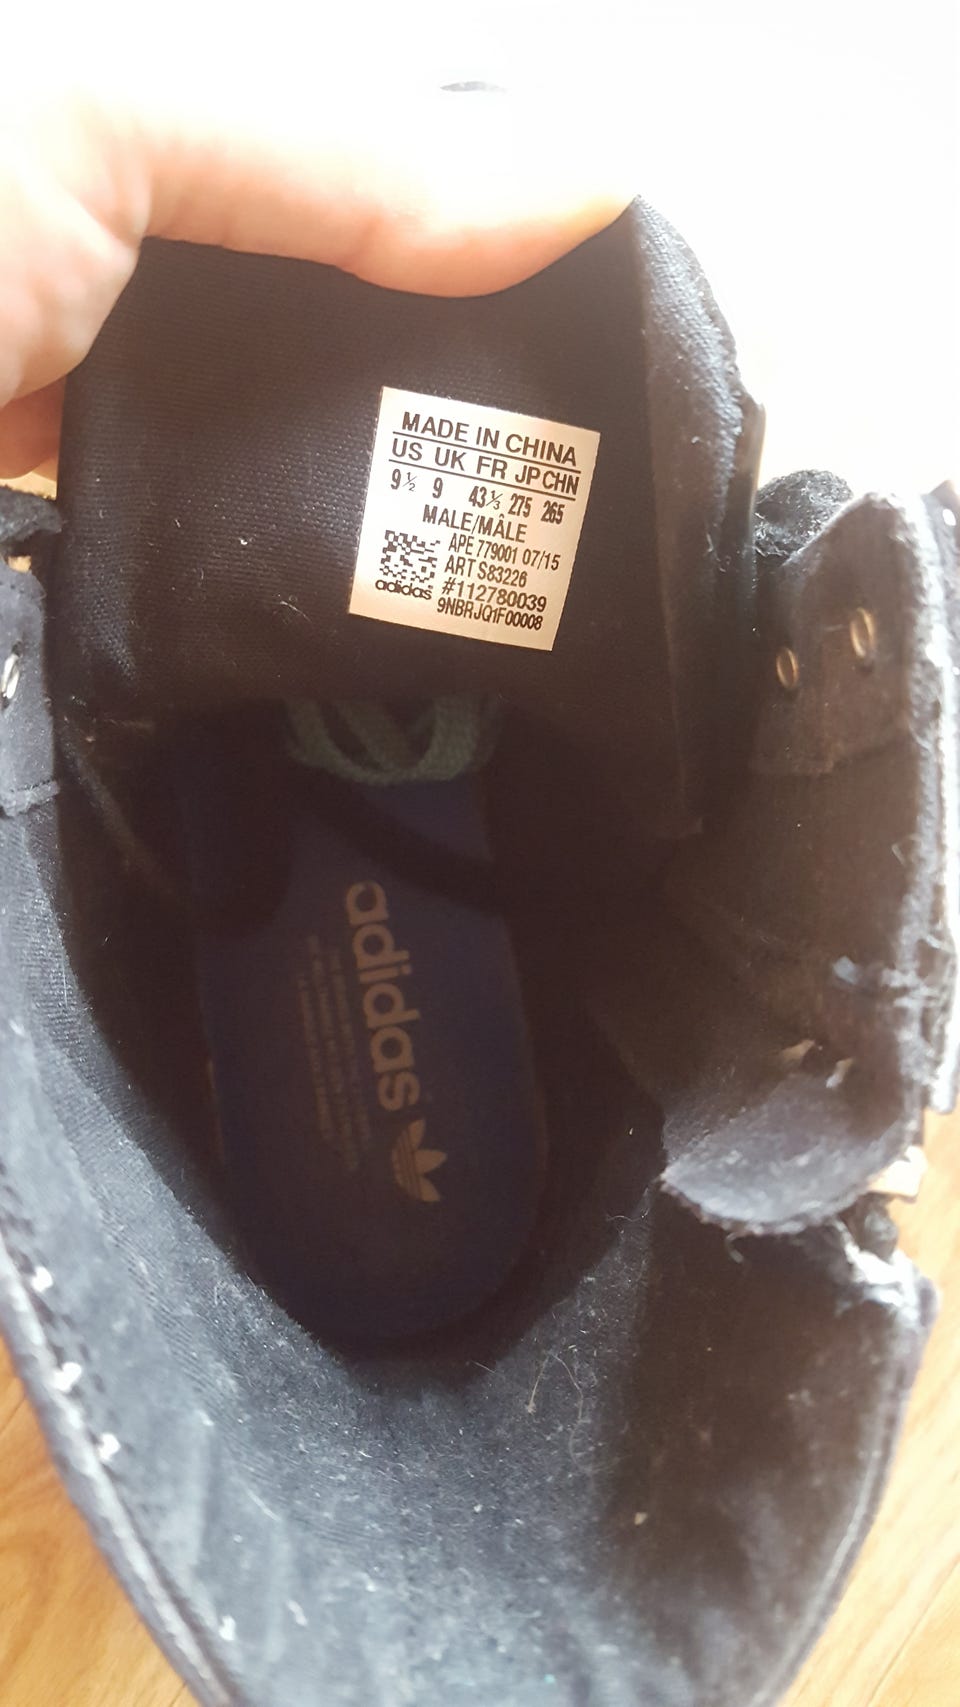 MADE IN CHINA
US UK FR JP CHN
9½ 9 43⅓ 275 265
MALE/MÂLE
APE 779001 07/15
ART S83226
#112780039
adidas
9NBRJQ1F00008
adidas